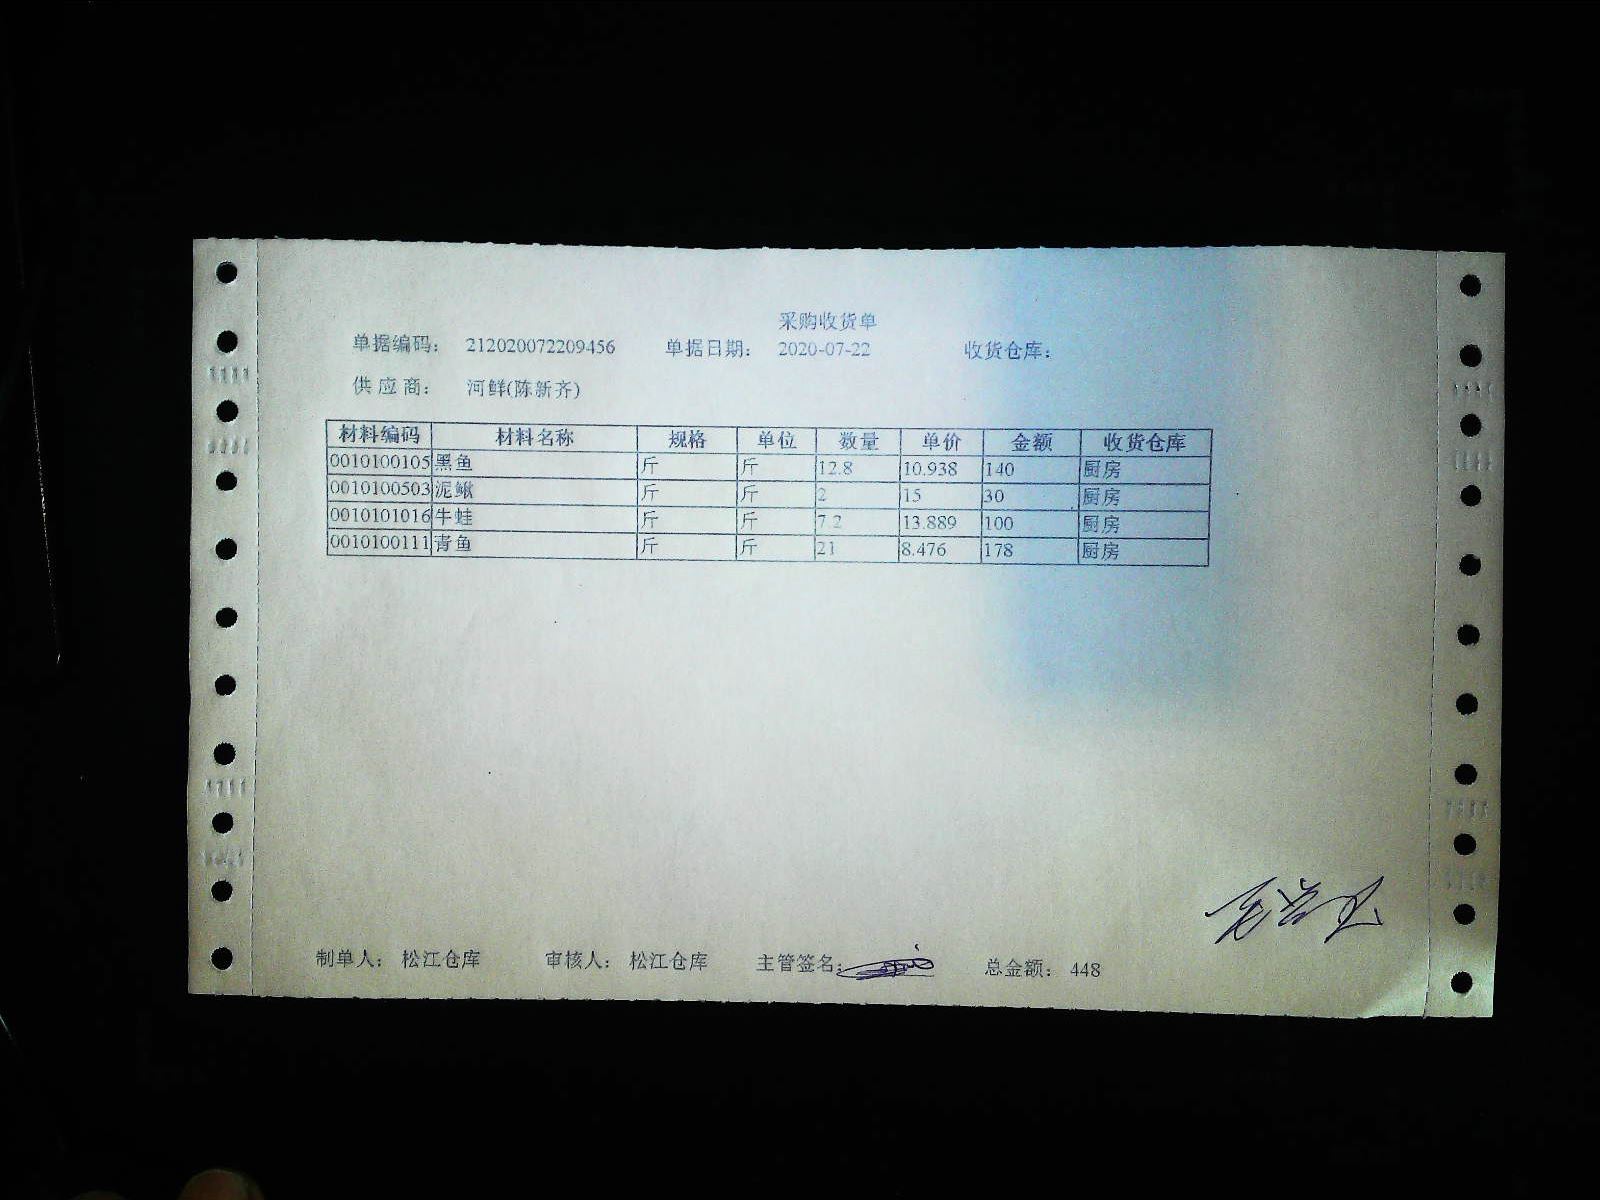 采购收货单
单据编码： 212020072209456 单据日期： 2020-07-22 收货仓库：
供应商： 河鲜(陈新齐)
材料编码 材料名称 规格 单位 数量 单价 金额 收货仓库
0010100105 黑鱼 斤 斤 12.8 10.938 140 厨房
0010100503 泥鳅 斤 斤 2 15 30 厨房
0010101016 牛蛙 斤 斤 7.2 13.889 100 厨房
0010100111 青鱼 斤 斤 21 8.476 178 厨房
制单人： 松江仓库 审核人： 松江仓库 主管签名： 总金额： 448